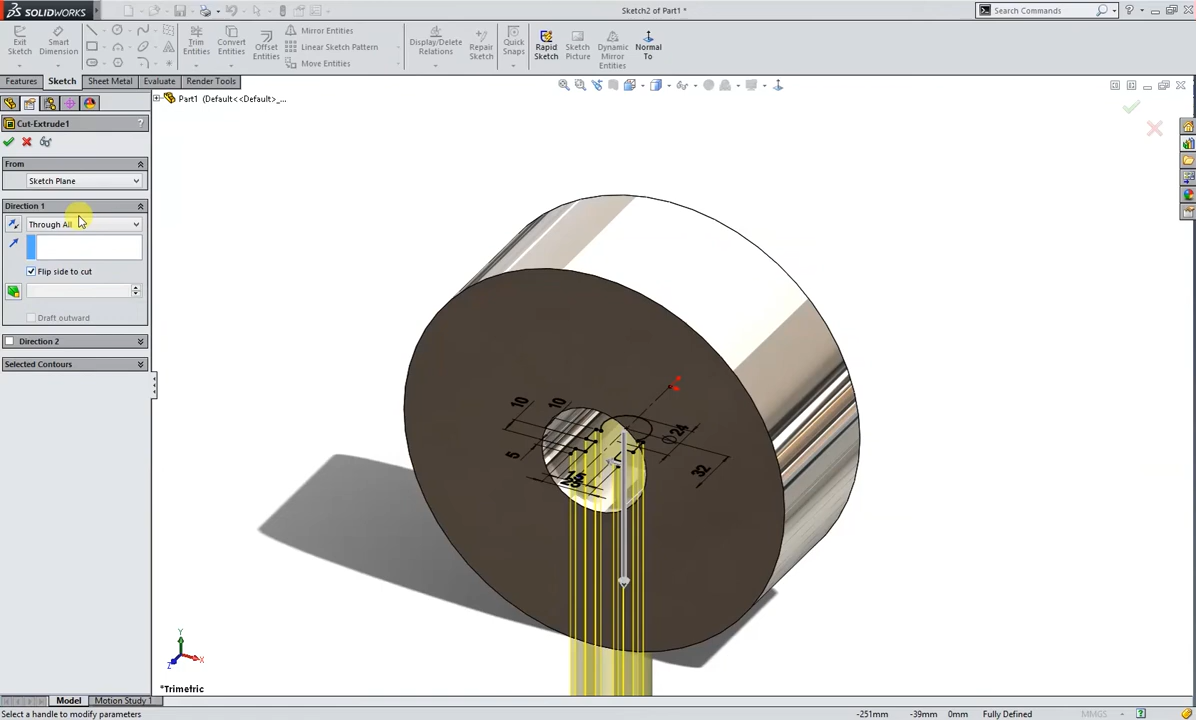 SOLIDWORKS
Sketch2 of Part1 *
Search Commands
Exit Sketch
Smart Dimension
Trim Entities
Convert Entities
Offset Entities
Mirror Entities
Linear Sketch Pattern
Move Entities
Display/Delete Relations
Repair Sketch
Quick Snaps
Rapid Sketch
Sketch Picture
Dynamic Mirror Entities
Normal To
Features
Sketch
Sheet Metal
Evaluate
Render Tools
Part1 (Default<<Default>_...
Cut-Extrude1
?
From
Sketch Plane
Direction 1
Through All
Flip side to cut
Draft outward
Direction 2
Selected Contours
10
10
5
15
25
24
32
Y
X
Z
*Trimetric
Model
Motion Study 1
Select a handle to modify parameters
-251mm
-39mm
0mm
Fully Defined
MMGS